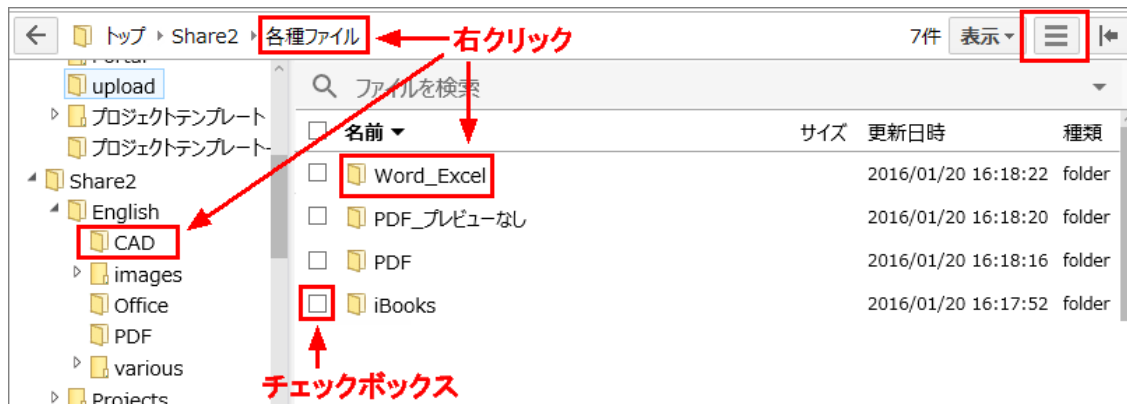 トップ Share2 各種ファイル 右クリック 7件 表示
Portal
upload
プロジェクトテンプレート
プロジェクトテンプレート-
Share2
English
CAD
images
Office
PDF
various
Projects
ファイルを検索
名前 サイズ 更新日時 種類
Word_Excel 2016/01/20 16:18:22 folder
PDF_プレビューなし 2016/01/20 16:18:20 folder
PDF 2016/01/20 16:18:16 folder
iBooks 2016/01/20 16:17:52 folder
チェックボックス